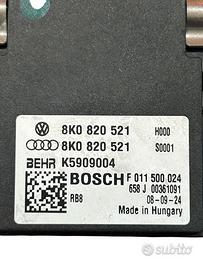 8K0 820 521 H000
8K0 820 521 S0001
BEHR K5909004
BOSCH F 011 500 024
658 J 00361091
RB8 08-09-24
Made in Hungary
subito